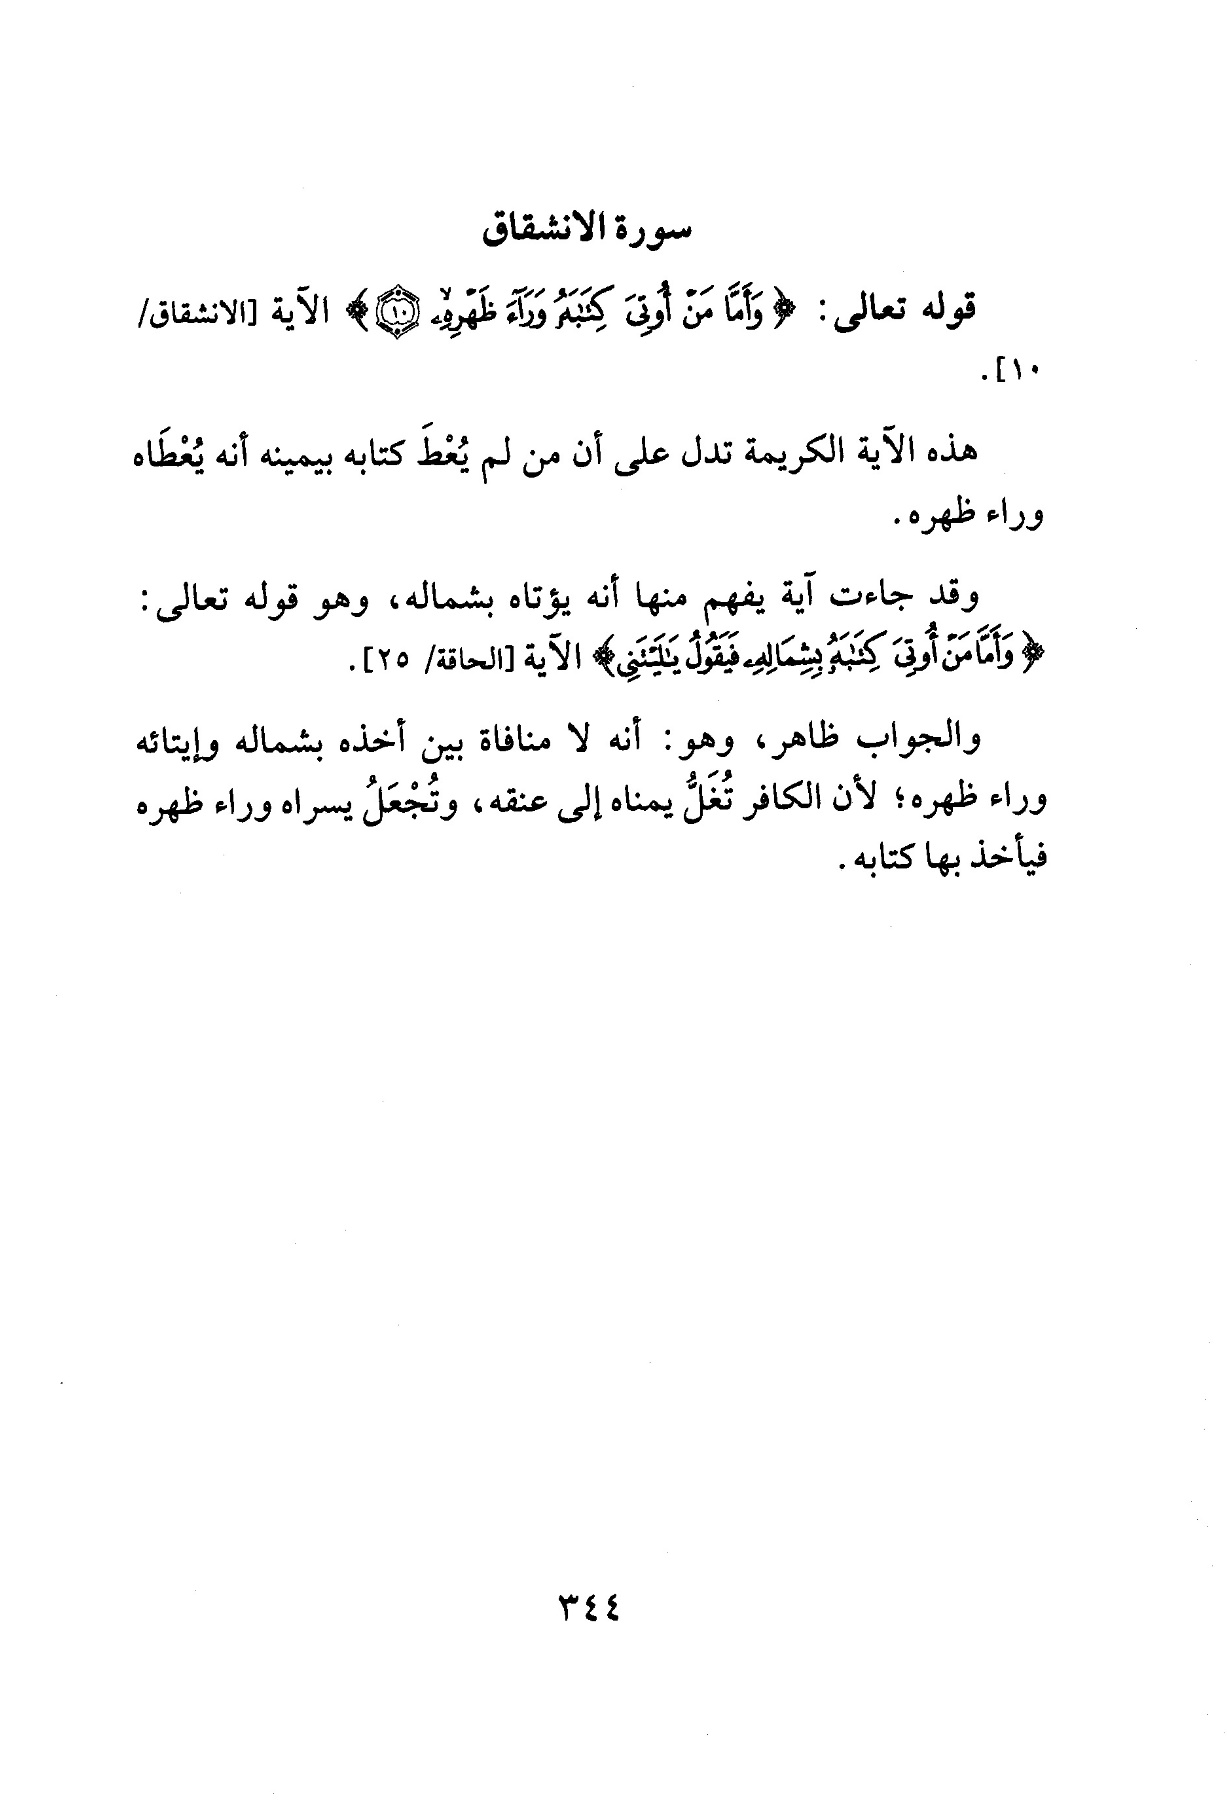 سورة الانشقاق
قوله تعالى: ﴿ وَأَمَّا مَنْ أُوتِيَ كِتَٰبَهُۥ وَرَآءَ ظَهْرِهِۦ ۙ ١٠ ﴾ الآية [الانشقاق/
١٠].
هذه الآية الكريمة تدل على أن من لم يُعْطَ كتابه بيمينه أنه يُعْطَاه
وراء ظهره.
وقد جاءت آية يفهم منها أنه يؤتاه بشماله، وهو قوله تعالى:
﴿ وَأَمَّا مَنْ أُوتِيَ كِتَٰبَهُۥ بِشِمَالِهِۦ فَيَقُولُ يَٰلَيْتَنِى ﴾ الآية [الحاقة/ ٢٥].
والجواب ظاهر، وهو: أنه لا منافاة بين أخذه بشماله وإيتائه
وراء ظهره؛ لأن الكافر تُغَلُّ يمناه إلى عنقه، وتُجْعَلُ يسراه وراء ظهره
فيأخذ بها كتابه.
٣٤٤